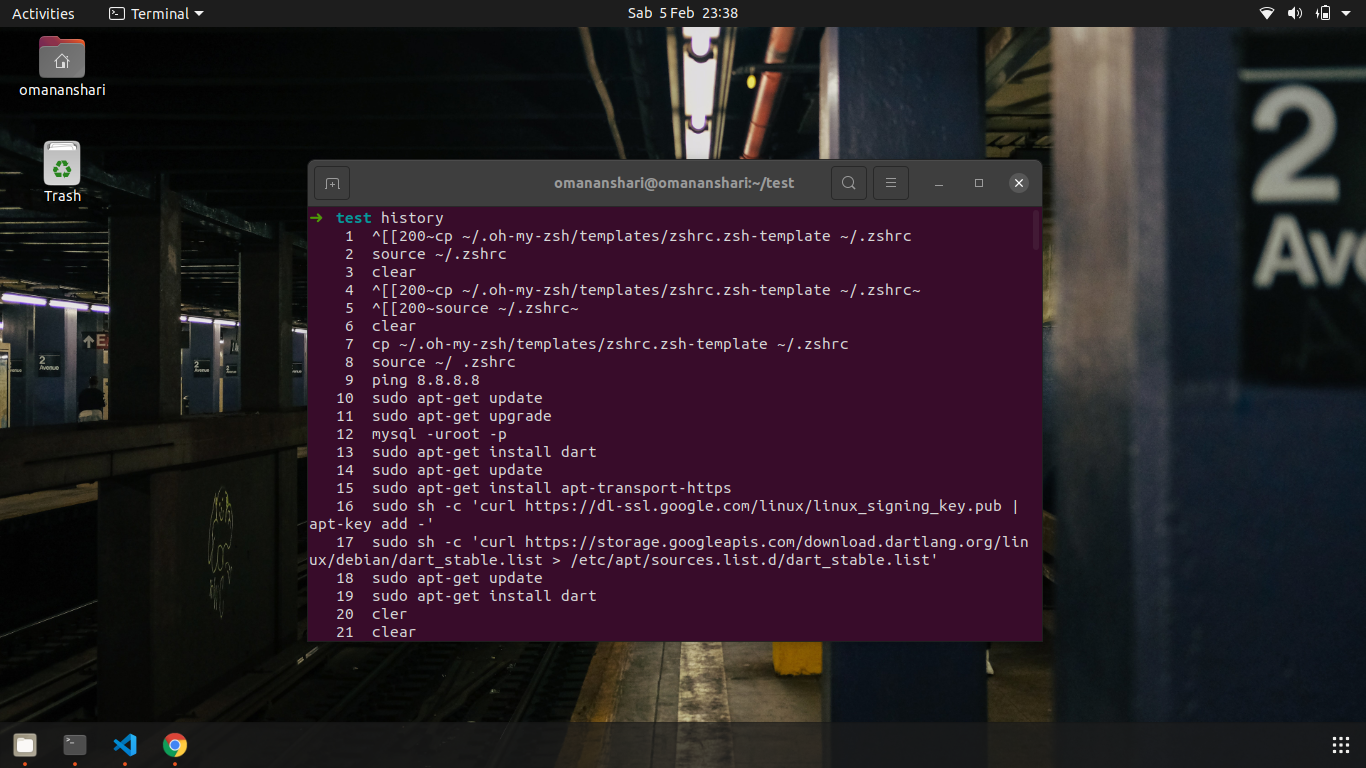 Activities
Terminal
Sab 5 Feb 23:38
omananshari
Trash
omananshari@omananshari:~/test
➜ test history
1 ^[[200~cp ~/.oh-my-zsh/templates/zshrc.zsh-template ~/.zshrc
2 source ~/.zshrc
3 clear
4 ^[[200~cp ~/.oh-my-zsh/templates/zshrc.zsh-template ~/.zshrc~
5 ^[[200~source ~/.zshrc~
6 clear
7 cp ~/.oh-my-zsh/templates/zshrc.zsh-template ~/.zshrc
8 source ~/ .zshrc
9 ping 8.8.8.8
10 sudo apt-get update
11 sudo apt-get upgrade
12 mysql -uroot -p
13 sudo apt-get install dart
14 sudo apt-get update
15 sudo apt-get install apt-transport-https
16 sudo sh -c 'curl https://dl-ssl.google.com/linux/linux_signing_key.pub |
apt-key add -'
17 sudo sh -c 'curl https://storage.googleapis.com/download.dartlang.org/lin
ux/debian/dart_stable.list > /etc/apt/sources.list.d/dart_stable.list'
18 sudo apt-get update
19 sudo apt-get install dart
20 cler
21 clear
2
Ave
2
Avenue
2
Avenue
E